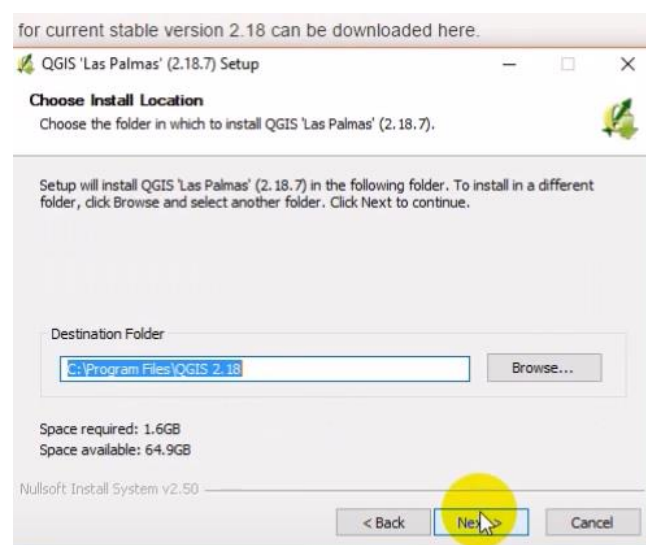 for current stable version 2.18 can be downloaded here.
QGIS 'Las Palmas' (2.18.7) Setup
Choose Install Location
Choose the folder in which to install QGIS 'Las Palmas' (2.18.7).
Setup will install QGIS 'Las Palmas' (2.18.7) in the following folder. To install in a different
folder, click Browse and select another folder. Click Next to continue.
Destination Folder
C:\Program Files\QGIS 2.18
Browse...
Space required: 1.6GB
Space available: 64.9GB
Nullsoft Install System v2.50
< Back Next > Cancel